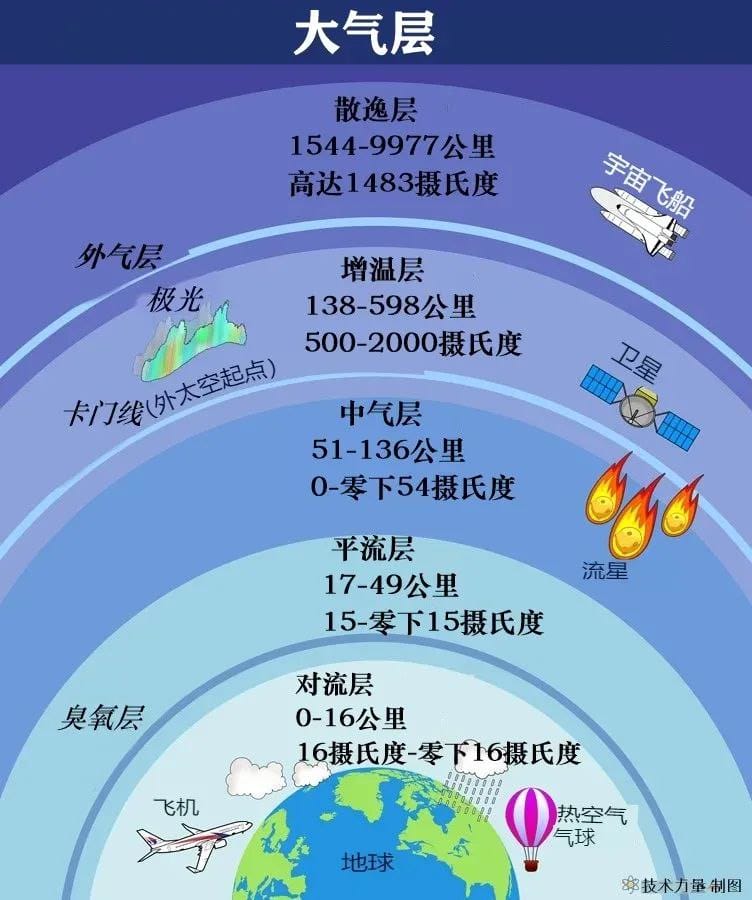 大气层
散逸层
1544-9977公里
高达1483摄氏度
宇宙飞船
外气层
增温层
极光
138-598公里
500-2000摄氏度
卫星
卡门线(外太空起点)
中气层
51-136公里
0-零下54摄氏度
平流层
流星
17-49公里
15-零下15摄氏度
对流层
臭氧层
0-16公里
16摄氏度-零下16摄氏度
飞机
热空气
气球
地球
技术力量 制图